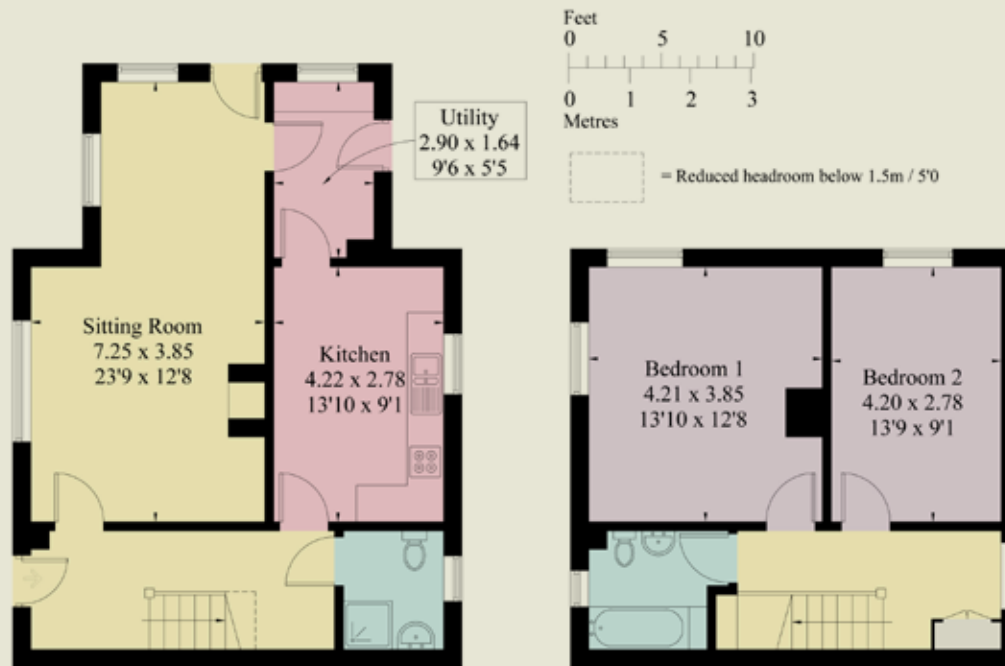 Feet
0 5 10
0 1 2 3
Metres
= Reduced headroom below 1.5m / 5'0
Utility
2.90 x 1.64
9'6 x 5'5
Sitting Room
7.25 x 3.85
23'9 x 12'8
Kitchen
4.22 x 2.78
13'10 x 9'1
Bedroom 1
4.21 x 3.85
13'10 x 12'8
Bedroom 2
4.20 x 2.78
13'9 x 9'1